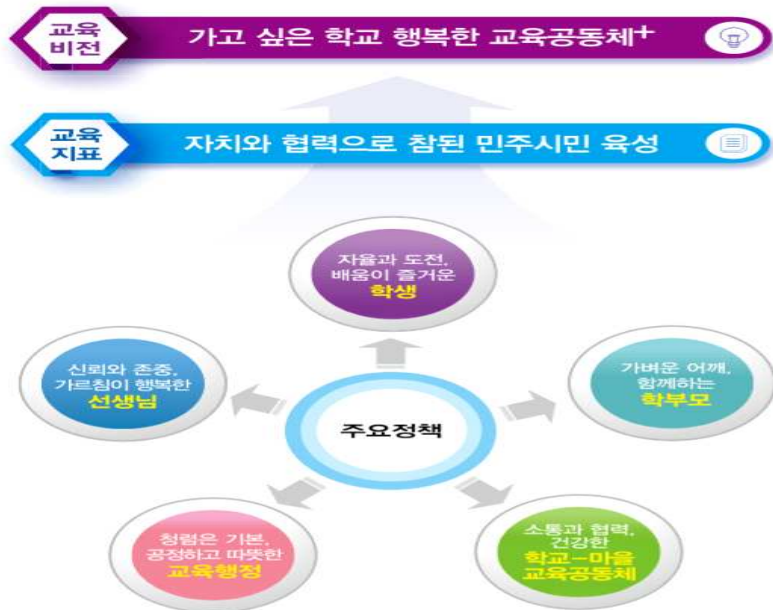 교육
비전
가고 싶은 학교 행복한 교육공동체+
교육
지표
자치와 협력으로 참된 민주시민 육성
자율과 도전,
배움이 즐거운
학생
신뢰와 존중,
가르침이 행복한
선생님
가벼운 어깨,
함께하는
학부모
주요정책
청렴은 기본,
공정하고 따뜻한
교육행정
소통과 협력,
건강한
학교-마을
교육공동체